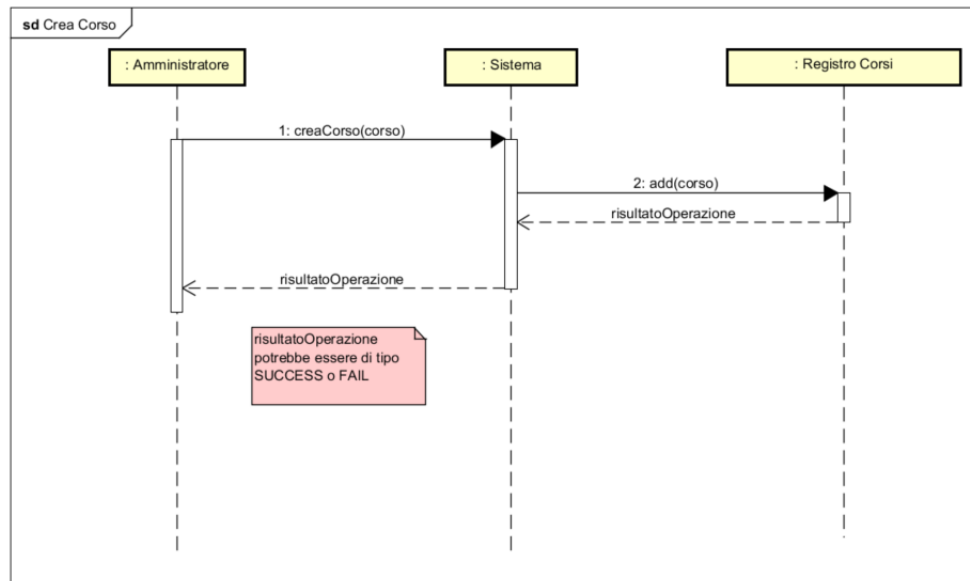 sd Crea Corso
: Amministratore
: Sistema
: Registro Corsi
1: creaCorso(corso)
2: add(corso)
risultatoOperazione
risultatoOperazione
risultatoOperazione
potrebbe essere di tipo
SUCCESS o FAIL